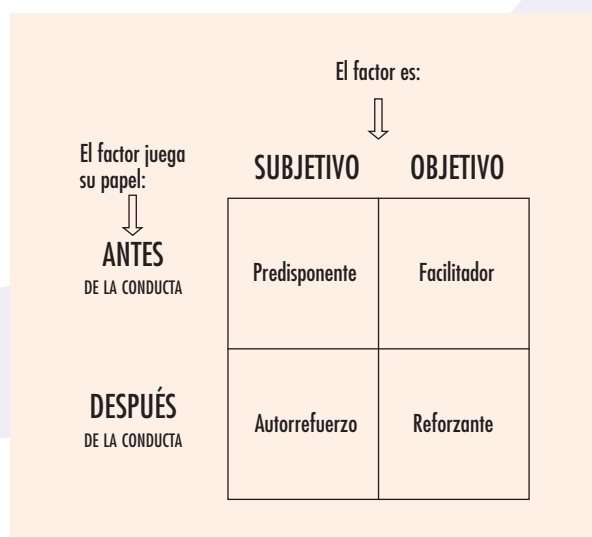 El factor es:
El factor juega
su papel:
SUBJETIVO OBJETIVO
ANTES
DE LA CONDUCTA
Predisponente Facilitador
DESPUÉS
DE LA CONDUCTA
Autorrefuerzo Reforzante